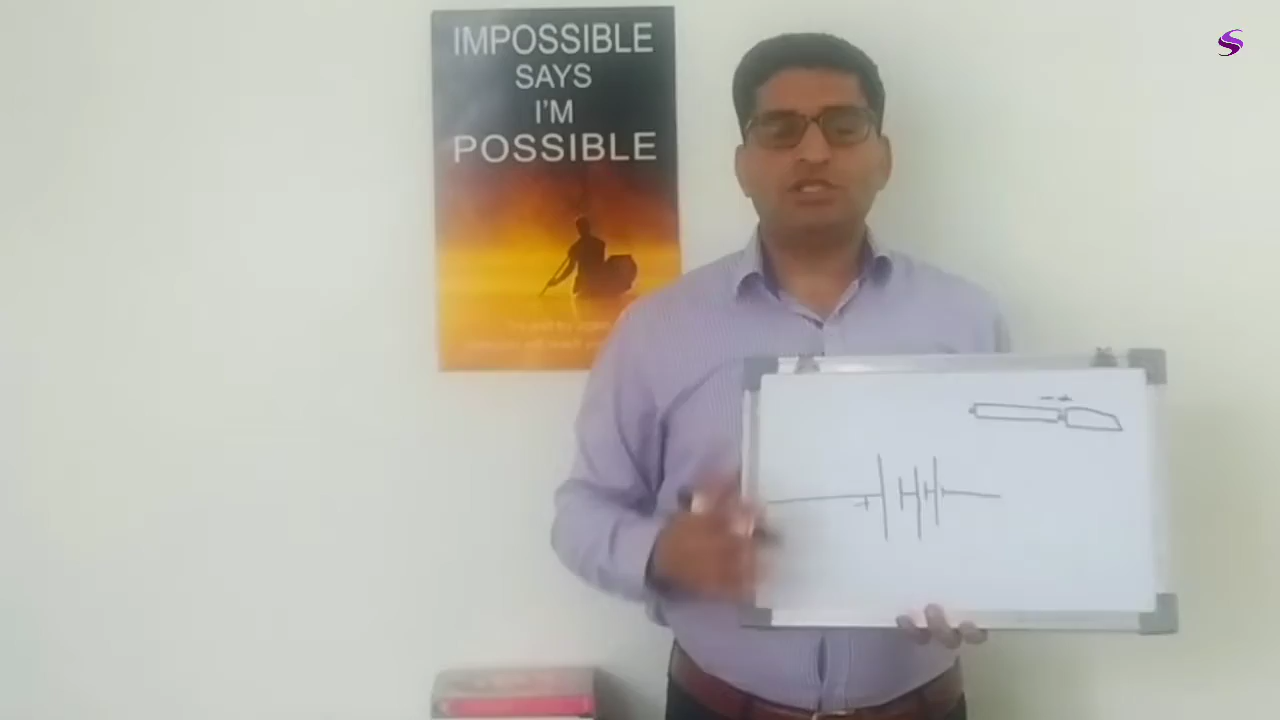 IMPOSSIBLE
SAYS
I'M
POSSIBLE
- +
+